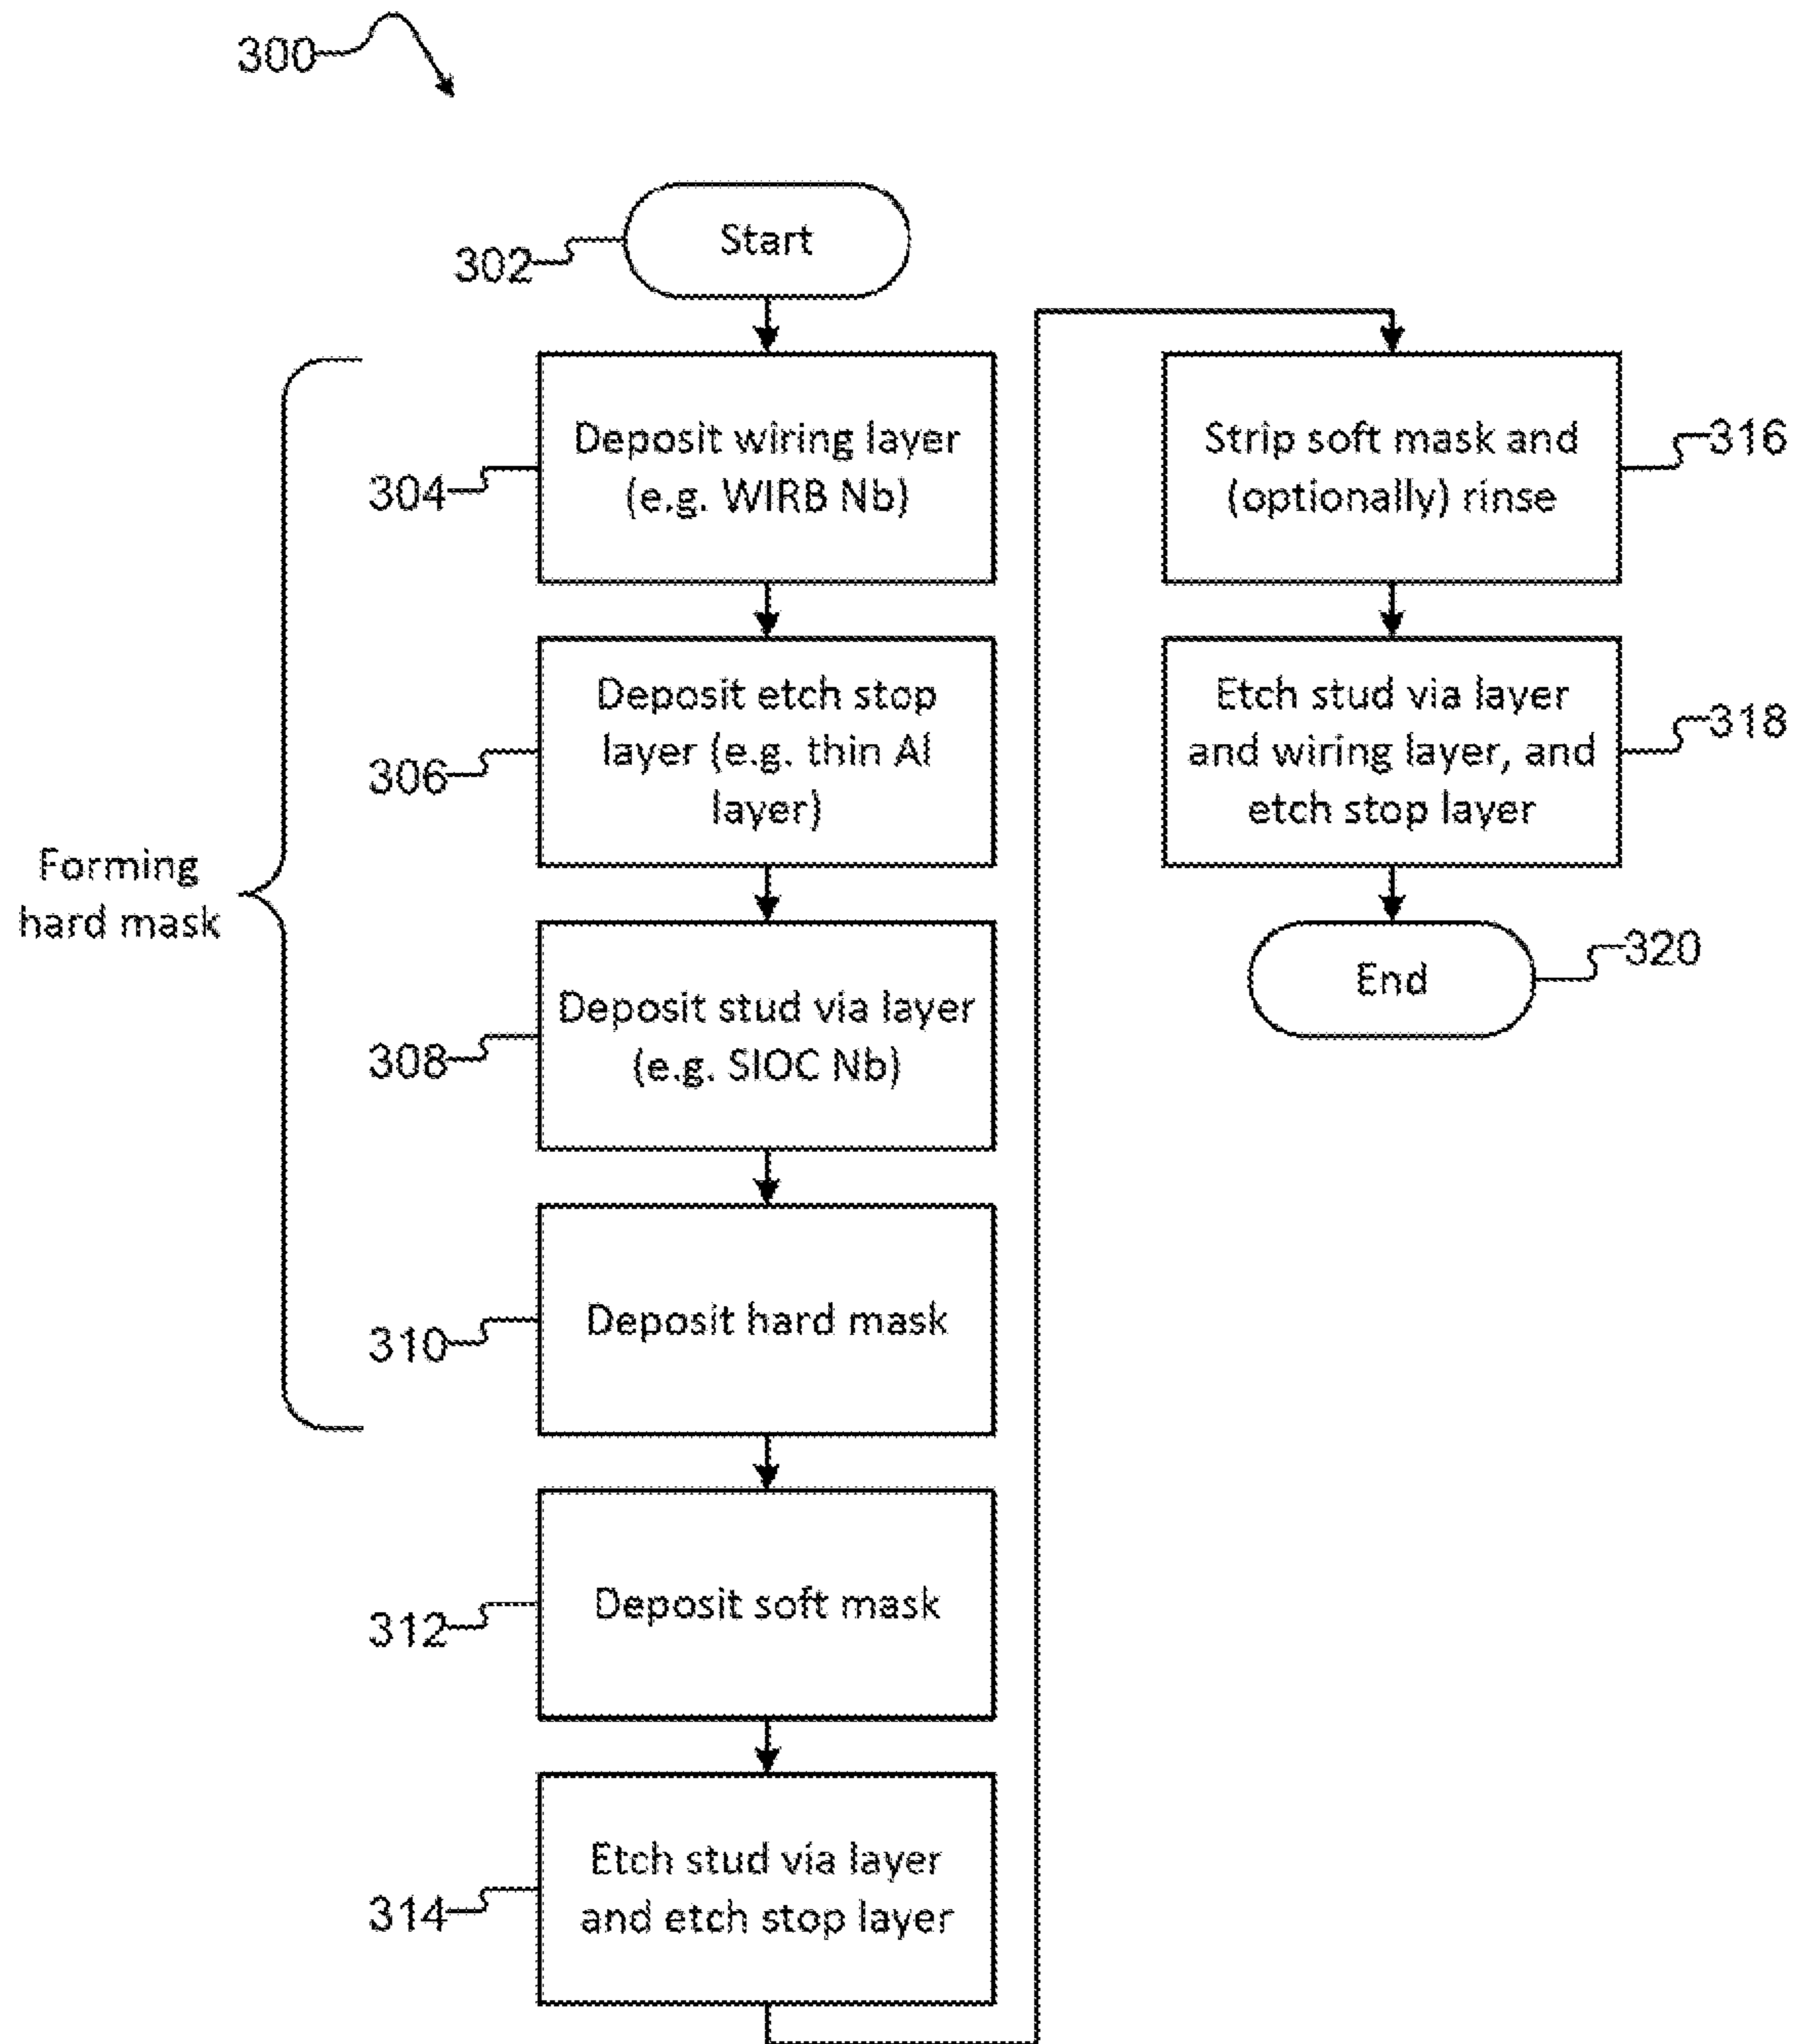 300
302
Start
304
Deposit wiring layer
(e.g. WIRB Nb)
306
Deposit etch stop
layer (e.g. thin Al
layer)
Forming
hard mask
308
Deposit stud via layer
(e.g. SIOC Nb)
310
Deposit hard mask
312
Deposit soft mask
314
Etch stud via layer
and etch stop layer
Strip soft mask and
(optionally) rinse
316
Etch stud via layer
and wiring layer, and
etch stop layer
318
End
320